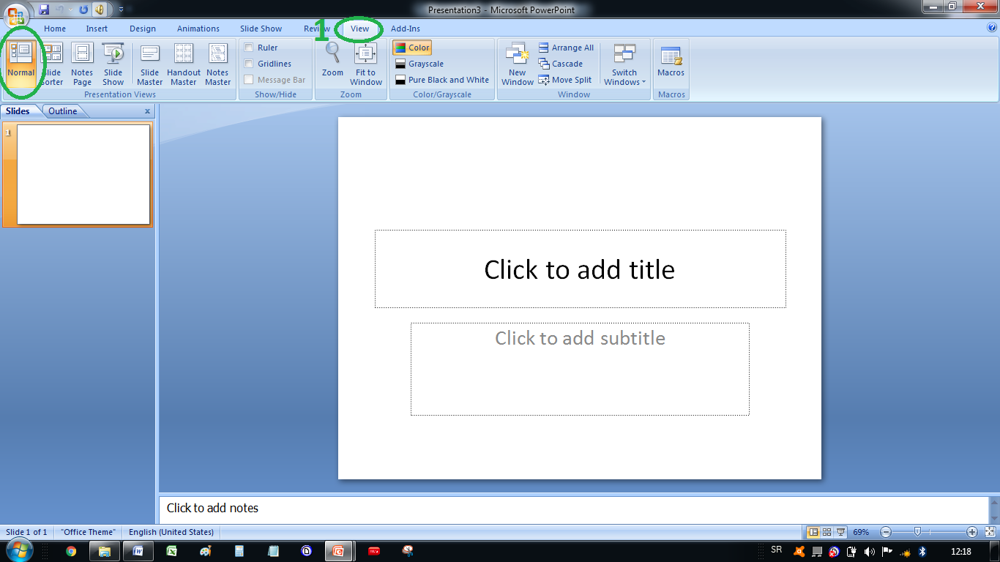 Presentation3 - Microsoft PowerPoint
Home Insert Design Animations Slide Show Review 1 View Add-Ins
Normal Slide Sorter Notes Page Slide Show Slide Master Handout Master Notes Master
Presentation Views
Ruler
Gridlines
Message Bar
Show/Hide
Zoom Fit to Window
Zoom
Color
Grayscale
Pure Black and White
Color/Grayscale
New Window
Arrange All
Cascade
Move Split
Switch Windows
Window
Macros
Macros
Slides Outline x
1
Click to add title
Click to add subtitle
Click to add notes
Slide 1 of 1 "Office Theme" English (United States) 69%
SR 12:18